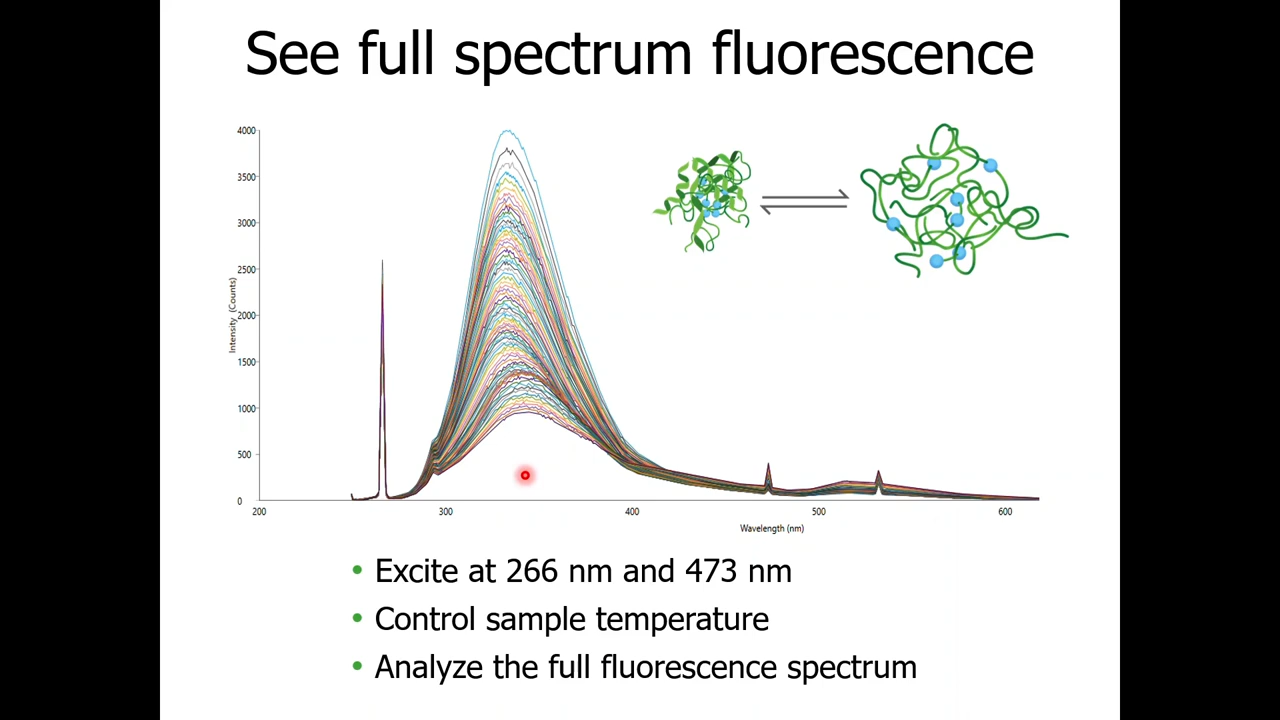 See full spectrum fluorescence
4000
3500
3000
2500
2000
1500
1000
500
0
Intensity (Counts)
200 300 400 500 600
Wavelength (nm)
• Excite at 266 nm and 473 nm
• Control sample temperature
• Analyze the full fluorescence spectrum